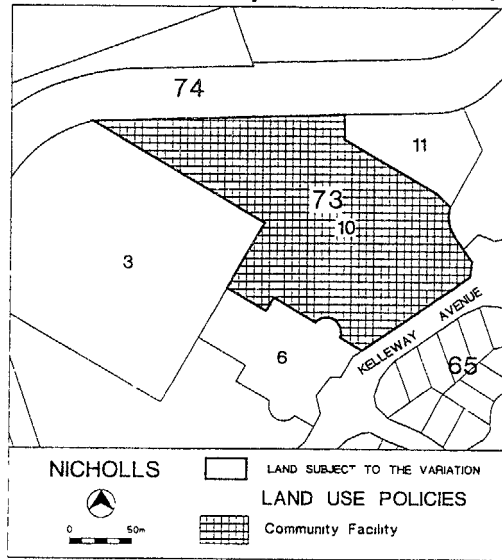 74
11
73
10
3
KELLEWAY AVENUE
6
65
NICHOLLS
LAND SUBJECT TO THE VARIATION
LAND USE POLICIES
0 50m
Community Facility